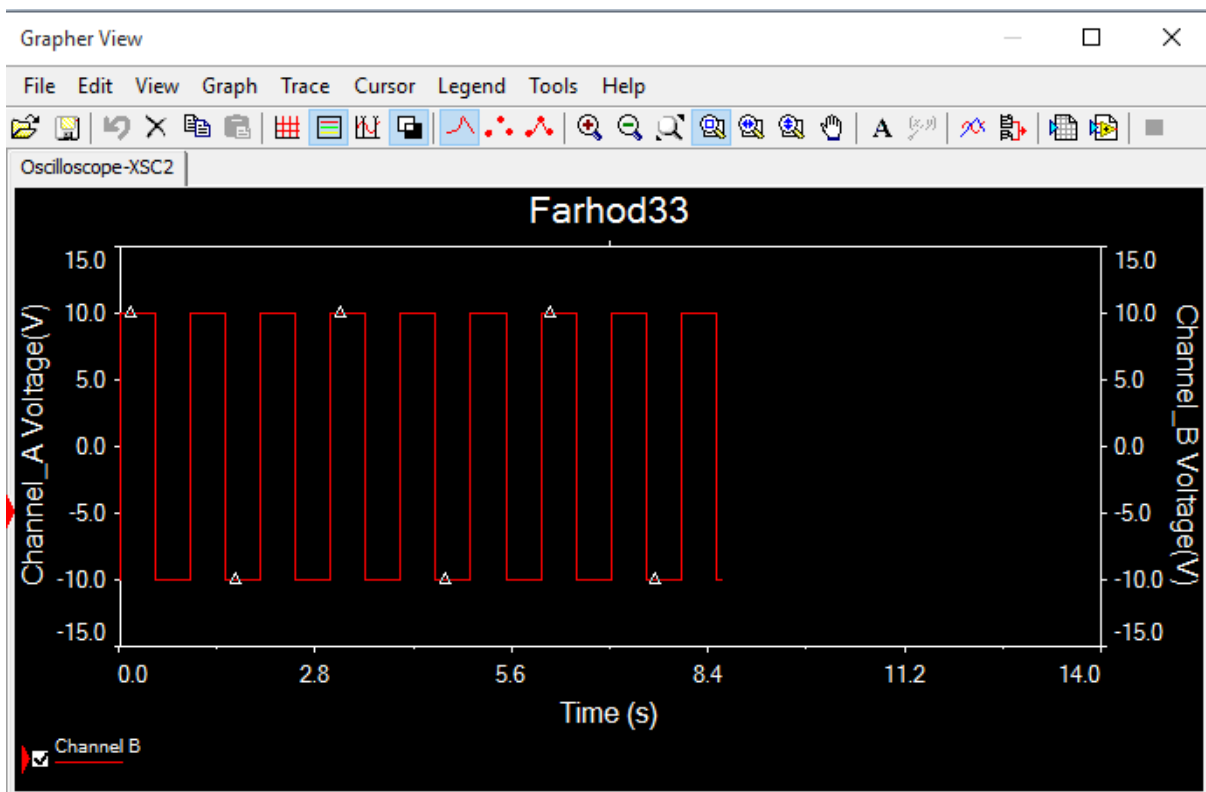 Grapher View
File Edit View Graph Trace Cursor Legend Tools Help
A (x,y)
Oscilloscope-XSC2
Farhod33
Channel_A Voltage(V)
15.0
10.0
5.0
0.0
-5.0
-10.0
-15.0
15.0
10.0
5.0
0.0
-5.0
-10.0
-15.0
Channel_B Voltage(V)
0.0 2.8 5.6 8.4 11.2 14.0
Time (s)
Channel B